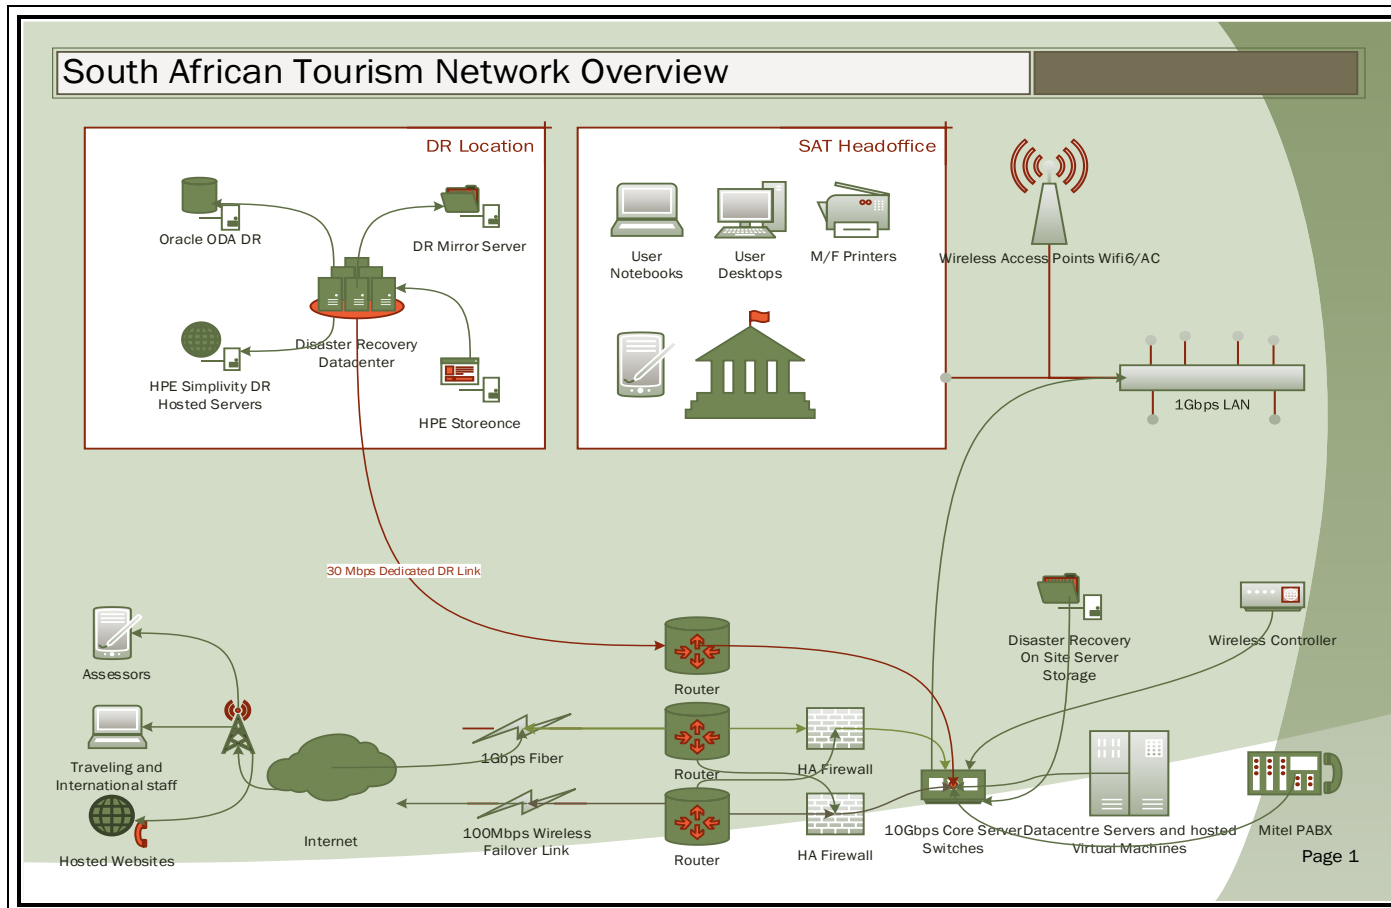 South African Tourism Network Overview
DR Location
SAT Headoffice
Oracle ODA DR
DR Mirror Server
User
Notebooks
User
Desktops
M/F Printers
Wireless Access Points Wifi6/AC
Disaster Recovery
Datacenter
HPE Simplivity DR
Hosted Servers
HPE Storeonce
1Gbps LAN
30 Mbps Dedicated DR Link
Assessors
Router
Disaster Recovery
On Site Server
Storage
Wireless Controller
Traveling and
International staff
1Gbps Fiber
Router
HA Firewall
Hosted Websites
Internet
100Mbps Wireless
Failover Link
Router
HA Firewall
10Gbps Core Server
Switches
Datacentre Servers and hosted
Virtual Machines
Mitel PABX
Page 1